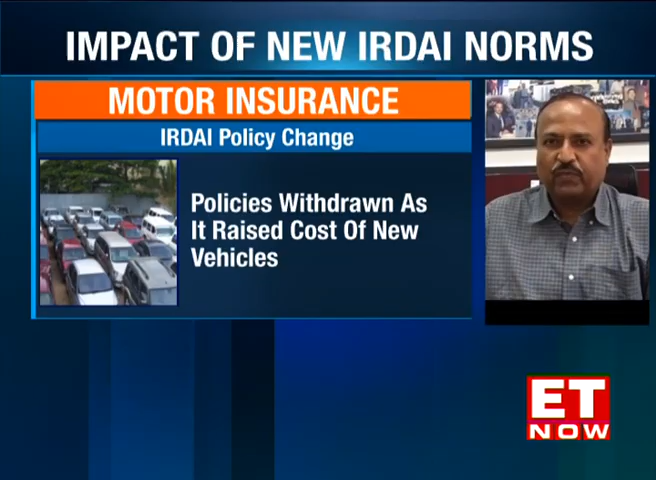 IMPACT OF NEW IRDAI NORMS
MOTOR INSURANCE
IRDAI Policy Change
Policies Withdrawn As
It Raised Cost Of New
Vehicles
ET
NOW